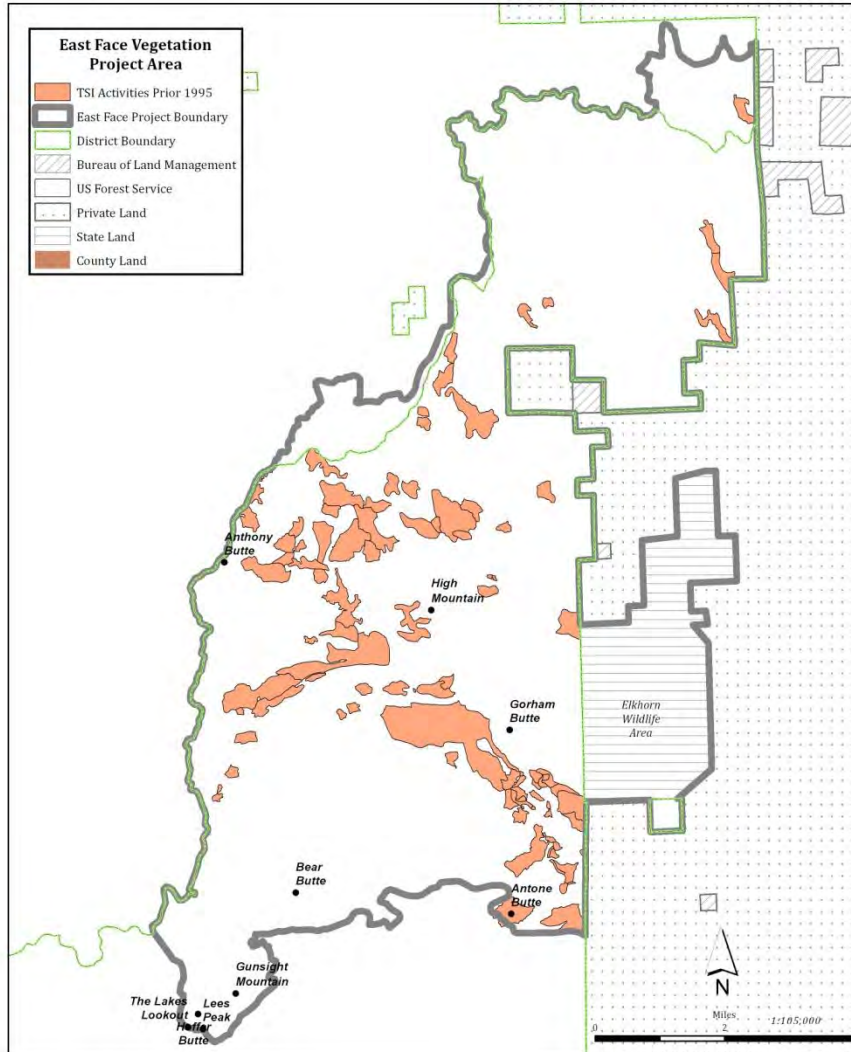 East Face Vegetation
Project Area
TSI Activities Prior 1995
East Face Project Boundary
District Boundary
Bureau of Land Management
US Forest Service
Private Land
State Land
County Land
Anthony
Butte
High
Mountain
Gorham
Butte
Elkhorn
Wildlife
Area
Bear
Butte
Antone
Butte
Gunsight
Mountain
The Lakes
Lookout
Lees
Peak
Butte
N
Miles
1:105,000
0
2